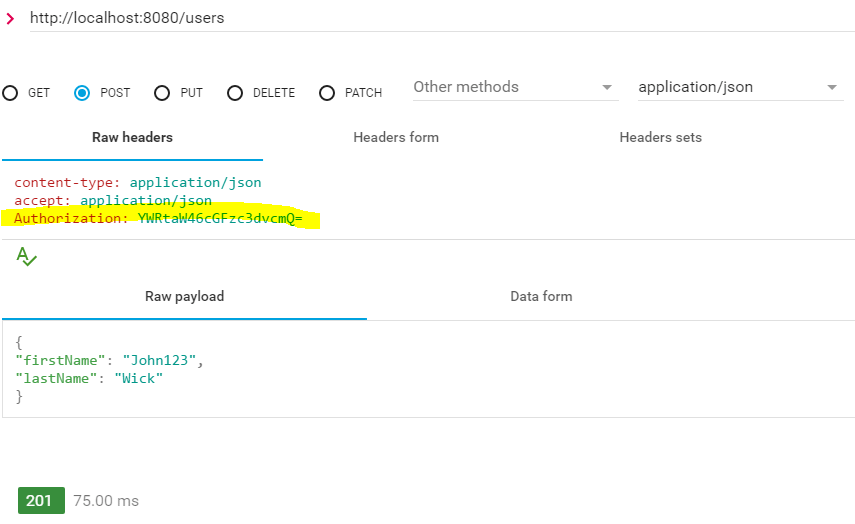 http://localhost:8080/users
GET POST PUT DELETE PATCH Other methods application/json
Raw headers Headers form Headers sets
content-type: application/json
accept: application/json
Authorization: YWRtaW46cGFzc3dvcmQ=
Raw payload Data form
{
"firstName": "John123",
"lastName": "Wick"
}
201 75.00 ms